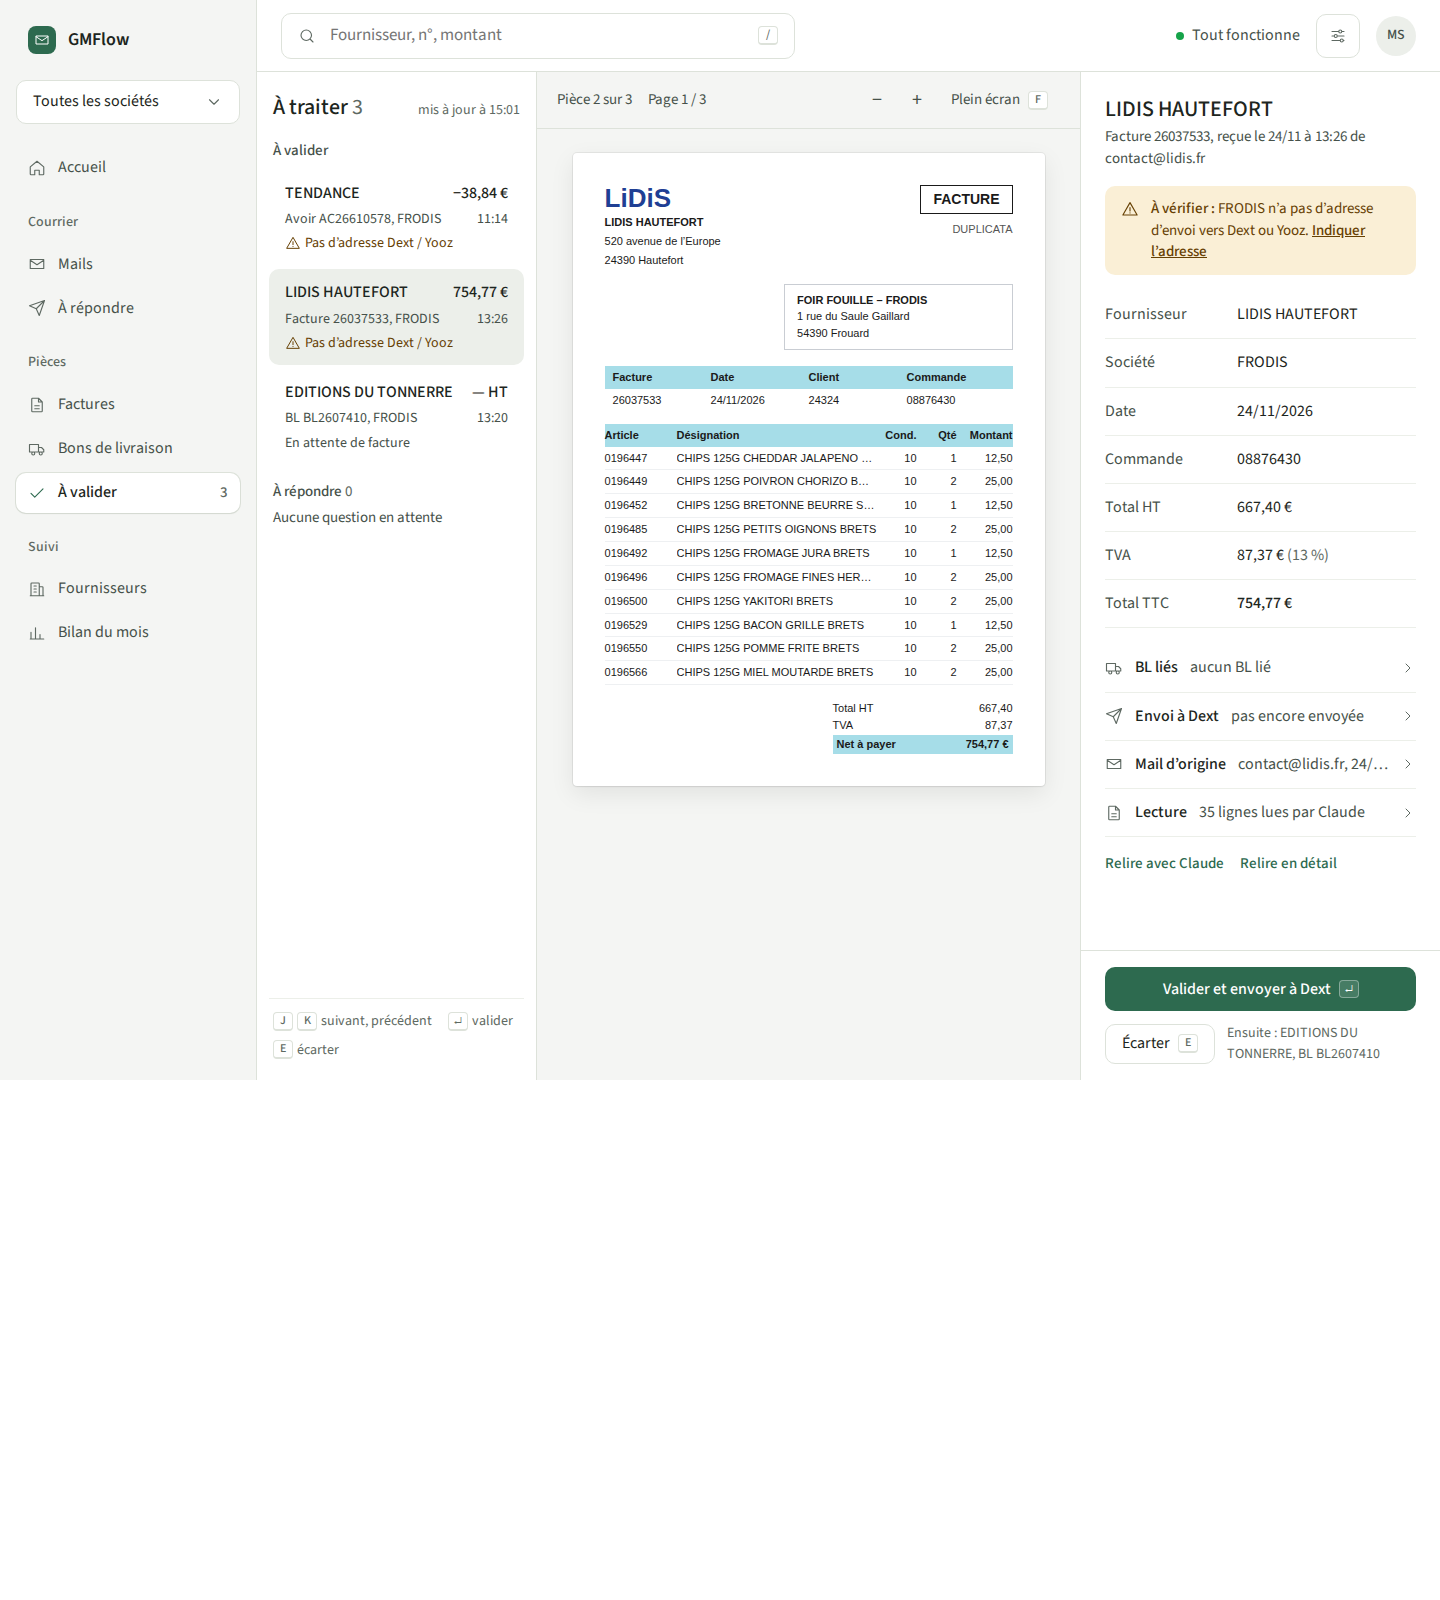 GMFlow
Toutes les sociétés
Accueil
Courrier
Mails
À répondre
Pièces
Factures
Bons de livraison
À valider 3
Suivi
Fournisseurs
Bilan du mois
Fournisseur, n°, montant /
Tout fonctionne
MS
À traiter 3 mis à jour à 15:01
À valider
TENDANCE −38,84 €
Avoir AC26610578, FRODIS 11:14
Pas d’adresse Dext / Yooz
LIDIS HAUTEFORT 754,77 €
Facture 26037533, FRODIS 13:26
Pas d’adresse Dext / Yooz
EDITIONS DU TONNERRE — HT
BL BL2607410, FRODIS 13:20
En attente de facture
À répondre 0
Aucune question en attente
J K suivant, précédent ↵ valider
E écarter
Pièce 2 sur 3 Page 1 / 3 − + Plein écran F
LiDiS
LIDIS HAUTEFORT
520 avenue de l’Europe
24390 Hautefort
FACTURE
DUPLICATA
FOIR FOUILLE – FRODIS
1 rue du Saule Gaillard
54390 Frouard
Facture Date Client Commande
26037533 24/11/2026 24324 08876430
Article Désignation Cond. Qté Montant
0196447 CHIPS 125G CHEDDAR JALAPENO … 10 1 12,50
0196449 CHIPS 125G POIVRON CHORIZO B… 10 2 25,00
0196452 CHIPS 125G BRETONNE BEURRE S… 10 1 12,50
0196485 CHIPS 125G PETITS OIGNONS BRETS 10 2 25,00
0196492 CHIPS 125G FROMAGE JURA BRETS 10 1 12,50
0196496 CHIPS 125G FROMAGE FINES HER… 10 2 25,00
0196500 CHIPS 125G YAKITORI BRETS 10 2 25,00
0196529 CHIPS 125G BACON GRILLE BRETS 10 1 12,50
0196550 CHIPS 125G POMME FRITE BRETS 10 2 25,00
0196566 CHIPS 125G MIEL MOUTARDE BRETS 10 2 25,00
Total HT 667,40
TVA 87,37
Net à payer 754,77 €
LIDIS HAUTEFORT
Facture 26037533, reçue le 24/11 à 13:26 de
contact@lidis.fr
À vérifier : FRODIS n’a pas d’adresse
d’envoi vers Dext ou Yooz. Indiquer
l’adresse
Fournisseur LIDIS HAUTEFORT
Société FRODIS
Date 24/11/2026
Commande 08876430
Total HT 667,40 €
TVA 87,37 € (13 %)
Total TTC 754,77 €
BL liés aucun BL lié
Envoi à Dext pas encore envoyée
Mail d’origine contact@lidis.fr, 24/…
Lecture 35 lignes lues par Claude
Relire avec Claude Relire en détail
Valider et envoyer à Dext ↵
Écarter E
Ensuite : EDITIONS DU
TONNERRE, BL BL2607410